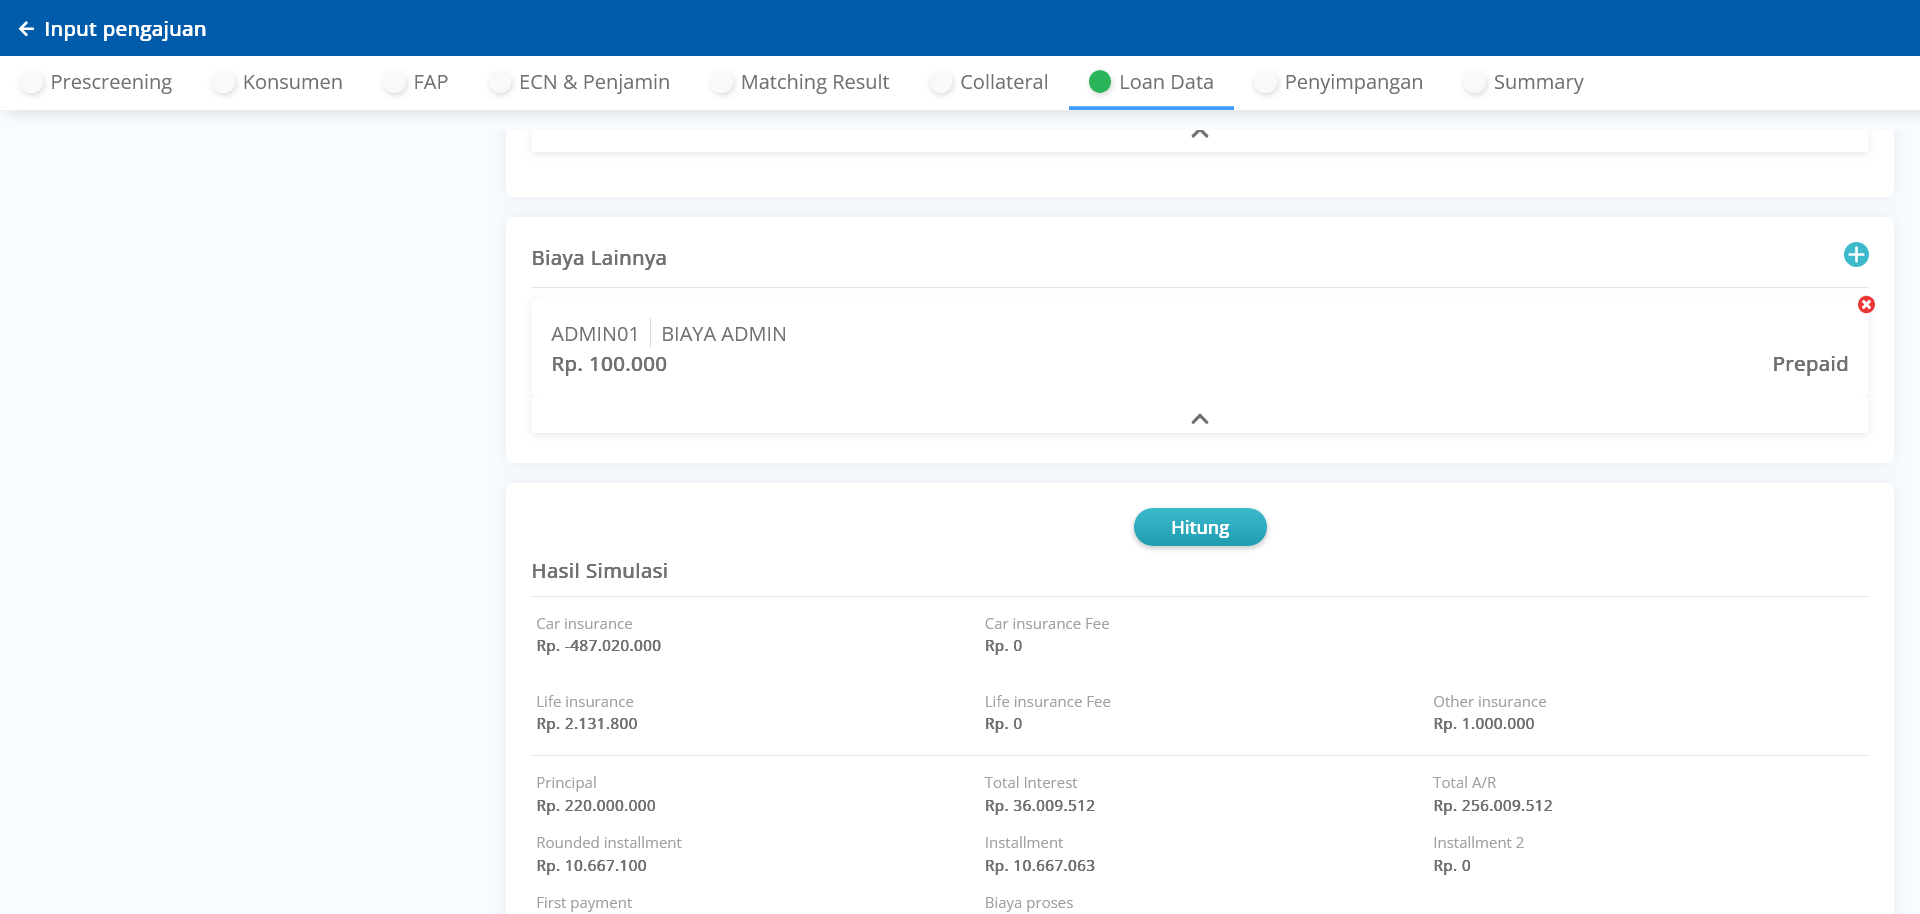 Input pengajuan
Prescreening Konsumen FAP ECN & Penjamin Matching Result Collateral Loan Data Penyimpangan Summary
Biaya Lainnya
ADMIN01 BIAYA ADMIN
Rp. 100.000 Prepaid
Hitung
Hasil Simulasi
Car insurance Car insurance Fee
Rp. -487.020.000 Rp. 0
Life insurance Life insurance Fee Other insurance
Rp. 2.131.800 Rp. 0 Rp. 1.000.000
Principal Total Interest Total A/R
Rp. 220.000.000 Rp. 36.009.512 Rp. 256.009.512
Rounded installment Installment Installment 2
Rp. 10.667.100 Rp. 10.667.063 Rp. 0
First payment Biaya proses